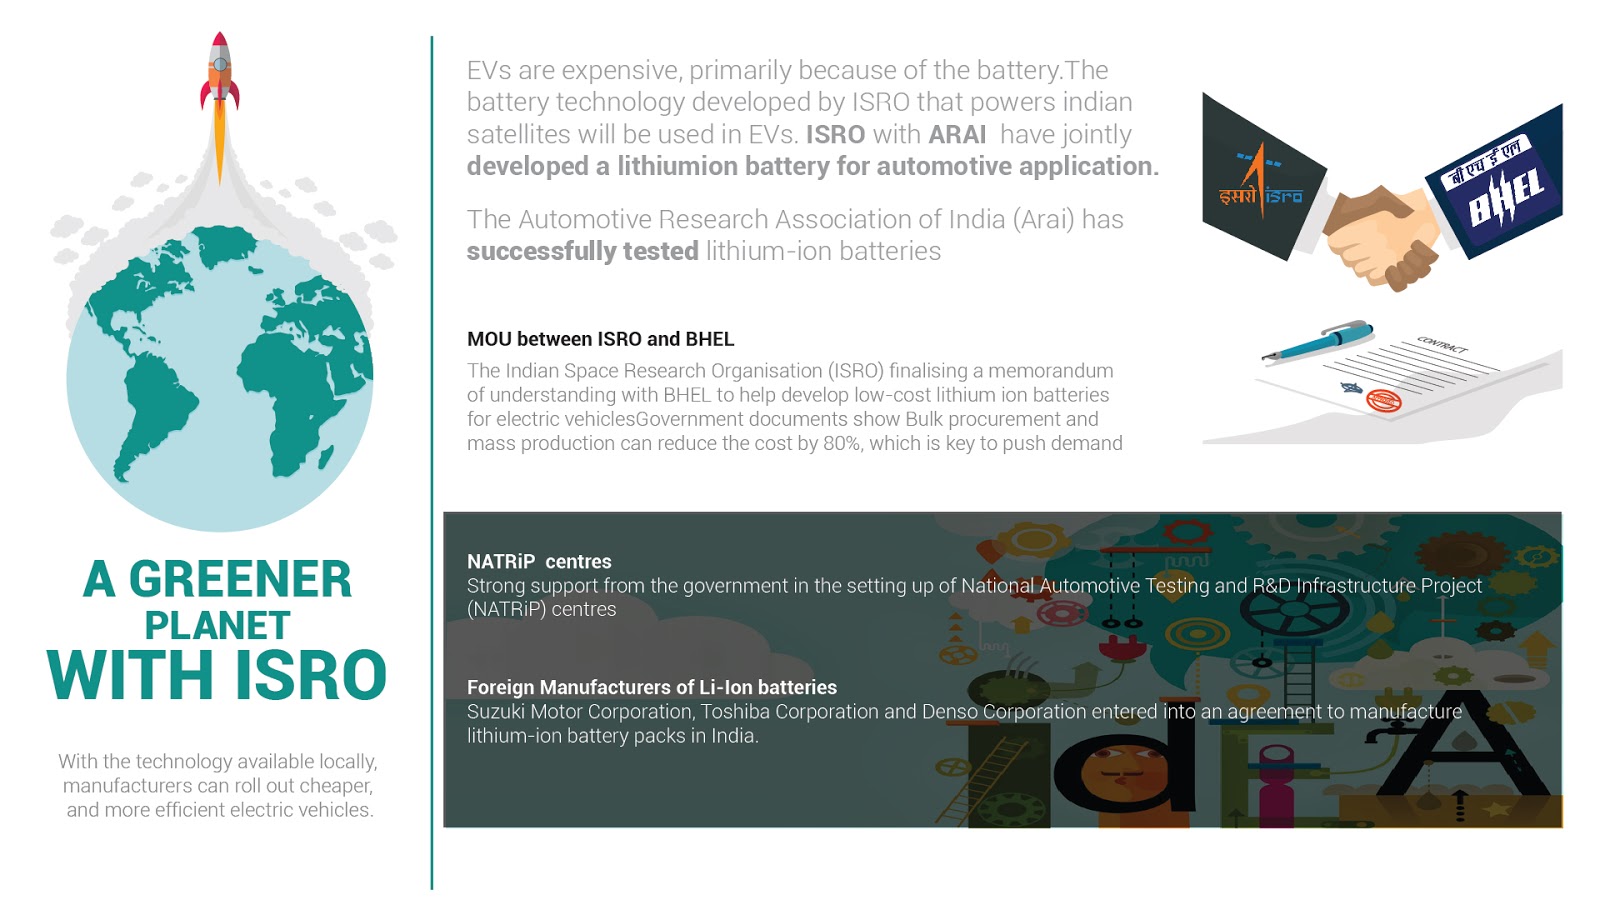 A GREENER
PLANET
WITH ISRO
With the technology available locally,
manufacturers can roll out cheaper,
and more efficient electric vehicles.
EVs are expensive, primarily because of the battery.The
battery technology developed by ISRO that powers indian
satellites will be used in EVs. ISRO with ARAI have jointly
developed a lithiumion battery for automotive application.
The Automotive Research Association of India (Arai) has
successfully tested lithium-ion batteries
इसरो isro
बी एच ई एल
BHEL
MOU between ISRO and BHEL
The Indian Space Research Organisation (ISRO) finalising a memorandum
of understanding with BHEL to help develop low-cost lithium ion batteries
for electric vehiclesGovernment documents show Bulk procurement and
mass production can reduce the cost by 80%, which is key to push demand
CONTRACT
NATRiP centres
Strong support from the government in the setting up of National Automotive Testing and R&D Infrastructure Project
(NATRiP) centres
Foreign Manufacturers of Li-Ion batteries
Suzuki Motor Corporation, Toshiba Corporation and Denso Corporation entered into an agreement to manufacture
lithium-ion battery packs in India.
IdEA